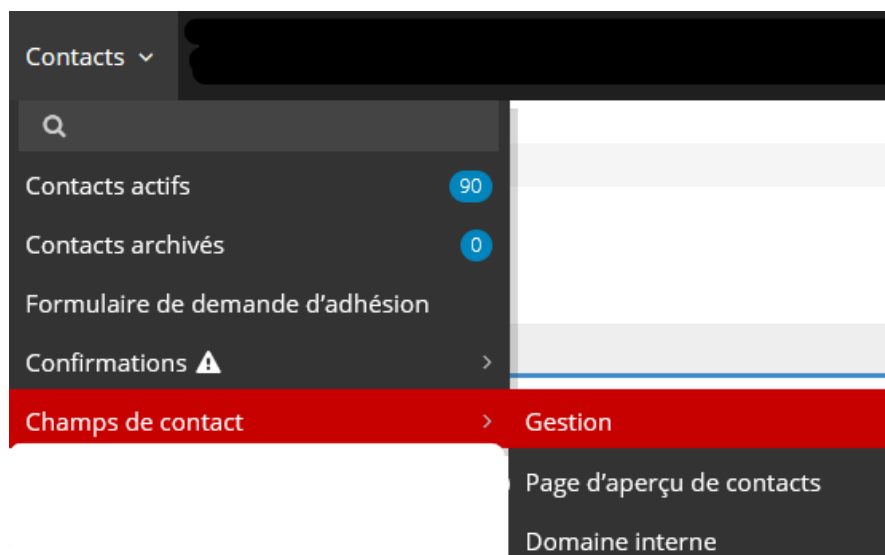 Contacts
Contacts actifs 90
Contacts archivés 0
Formulaire de demande d’adhésion
Confirmations
Champs de contact Gestion
Page d’aperçu de contacts
Domaine interne